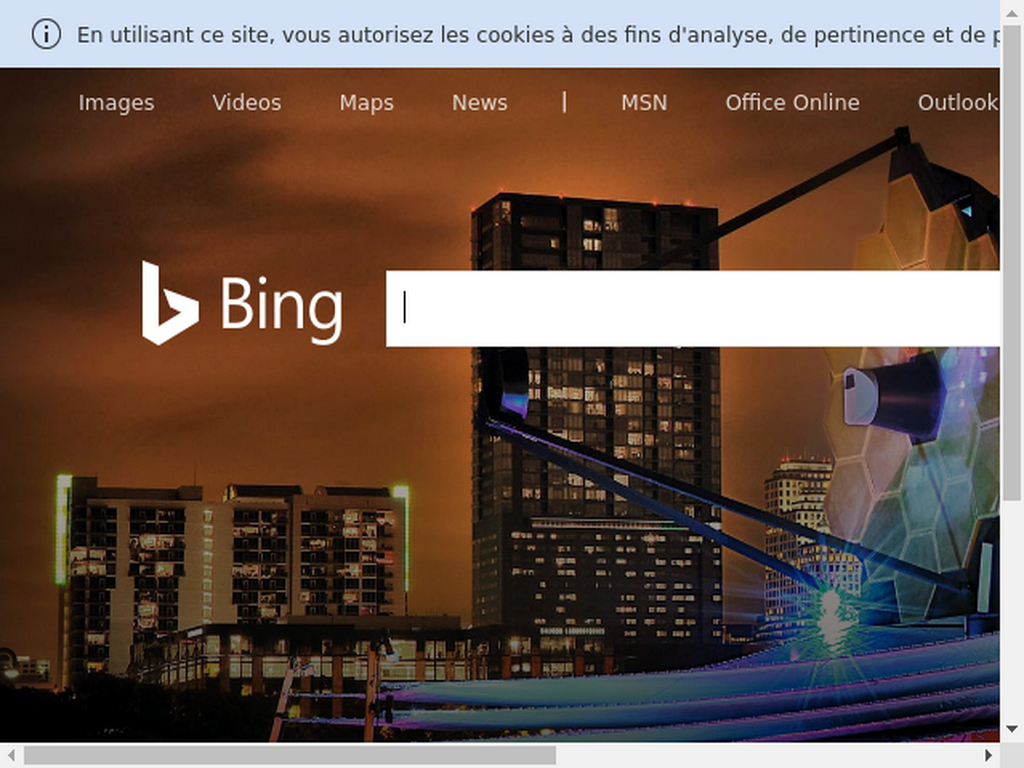 En utilisant ce site, vous autorisez les cookies à des fins d'analyse, de pertinence et de
Images Videos Maps News | MSN Office Online Outlook
Bing